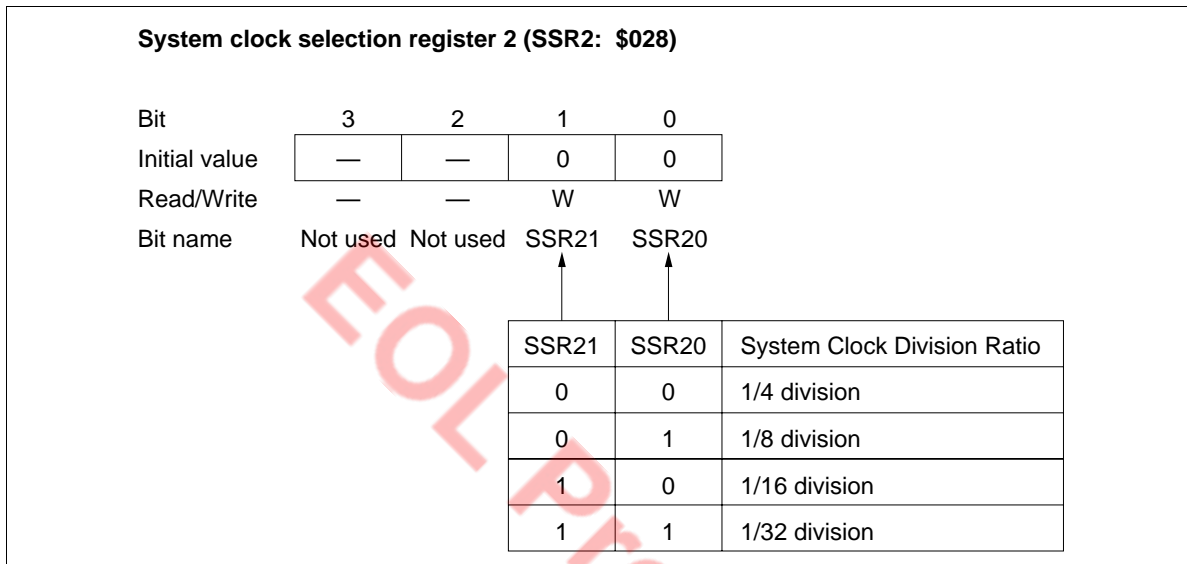 System clock selection register 2 (SSR2: $028)
Bit 3 2 1 0
Initial value — — 0 0
Read/Write — — W W
Bit name Not used Not used SSR21 SSR20
SSR21 SSR20 System Clock Division Ratio
0 0 1/4 division
0 1 1/8 division
1 0 1/16 division
1 1 1/32 division
EOL Pro